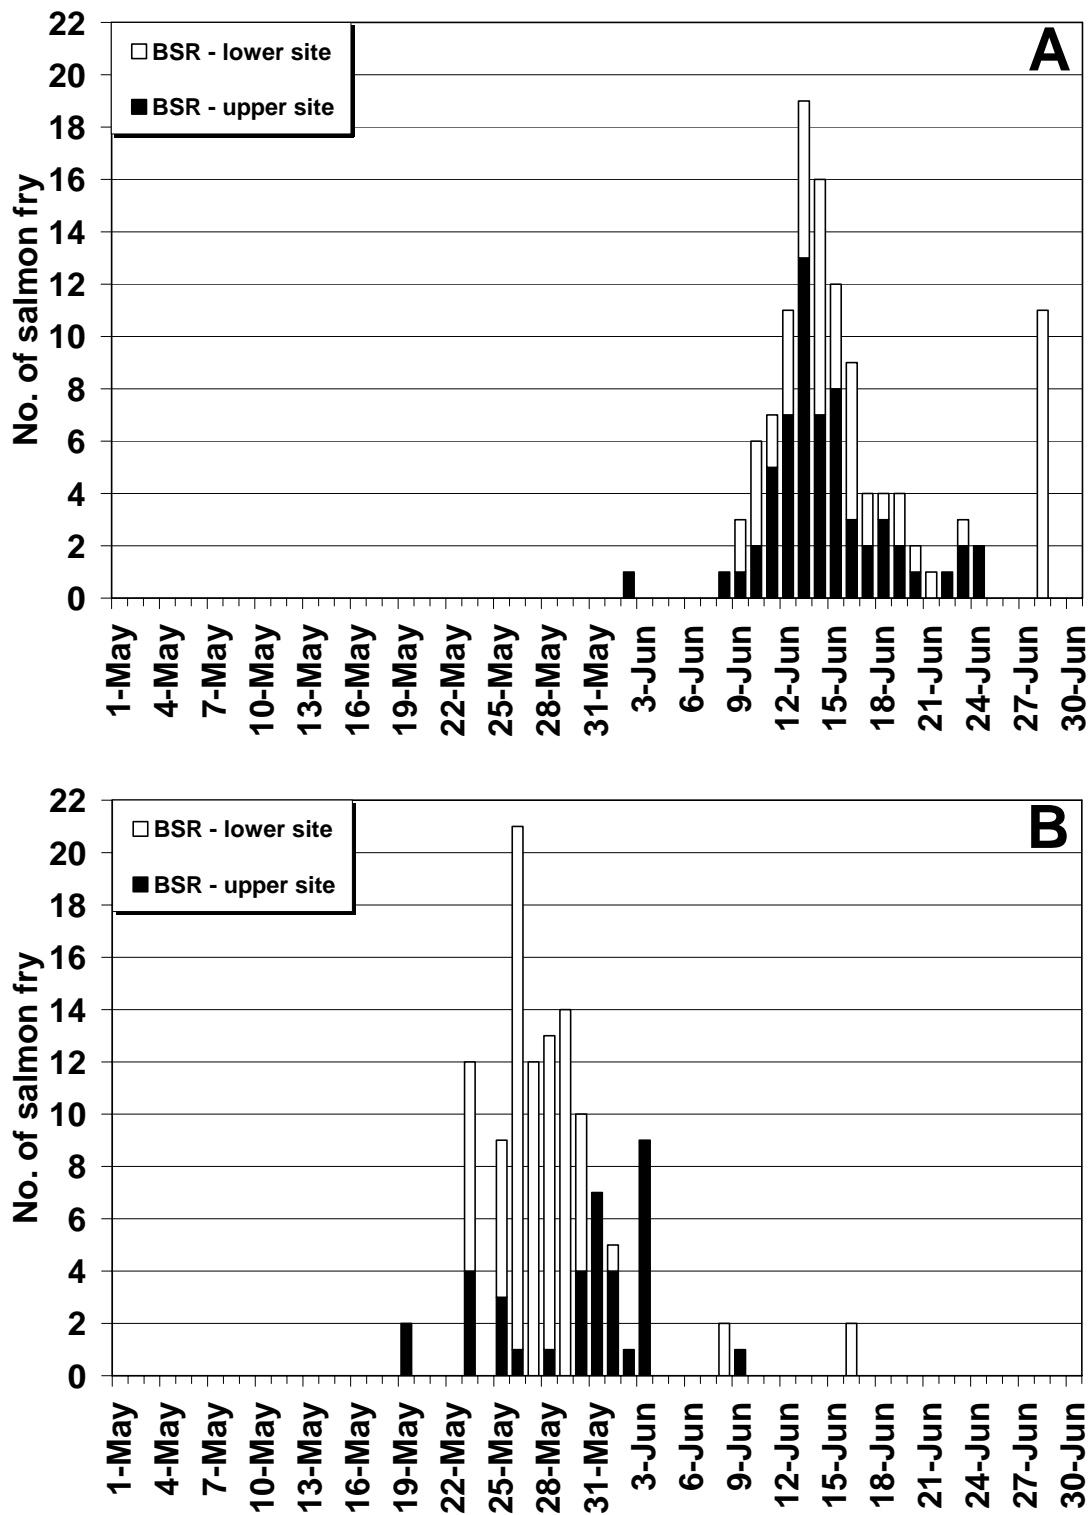 22
20
18
16
14
12
10
8
6
4
2
0
No. of salmon fry
BSR - lower site
BSR - upper site
A
1-May
4-May
7-May
10-May
13-May
16-May
19-May
22-May
25-May
28-May
31-May
3-Jun
6-Jun
9-Jun
12-Jun
15-Jun
18-Jun
21-Jun
24-Jun
27-Jun
30-Jun
22
20
18
16
14
12
10
8
6
4
2
0
No. of salmon fry
BSR - lower site
BSR - upper site
B
1-May
4-May
7-May
10-May
13-May
16-May
19-May
22-May
25-May
28-May
31-May
3-Jun
6-Jun
9-Jun
12-Jun
15-Jun
18-Jun
21-Jun
24-Jun
27-Jun
30-Jun